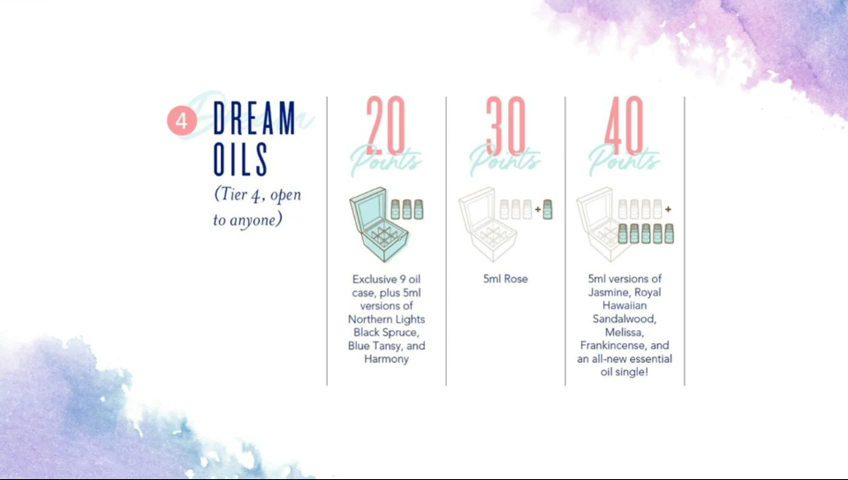 4
Dream
DREAM
OILS
(Tier 4, open
to anyone)
20
Points
Exclusive 9 oil
case, plus 5ml
versions of
Northern Lights
Black Spruce,
Blue Tansy, and
Harmony
30
Points
+
5ml Rose
40
Points
+
5ml versions of
Jasmine, Royal
Hawaiian
Sandalwood,
Melissa,
Frankincense, and
an all-new essential
oil single!